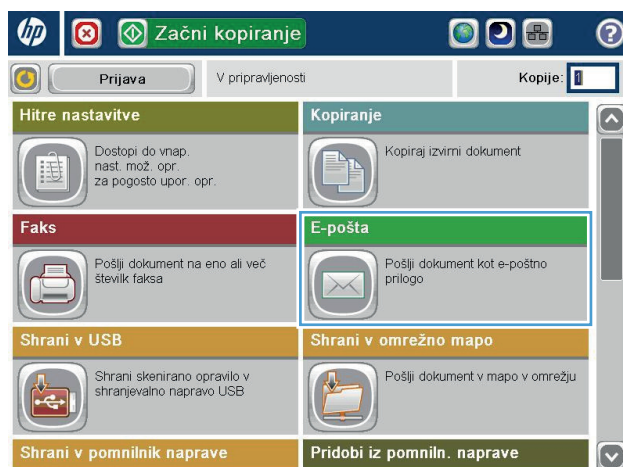 hp
Začni kopiranje
?
Prijava
V pripravljenosti
Kopije: 1
Hitre nastavitve
Dostopi do vnap.
nast. mož. opr.
za pogosto upor. opr.
Kopiranje
Kopiraj izvirni dokument
Faks
Pošlji dokument na eno ali več
številk faksa
E-pošta
Pošlji dokument kot e-poštno
prilogo
Shrani v USB
Shrani skenirano opravilo v
shranjevalno napravo USB
Shrani v omrežno mapo
Pošlji dokument v mapo v omrežju
Shrani v pomnilnik naprave
Pridobi iz pomniln. naprave